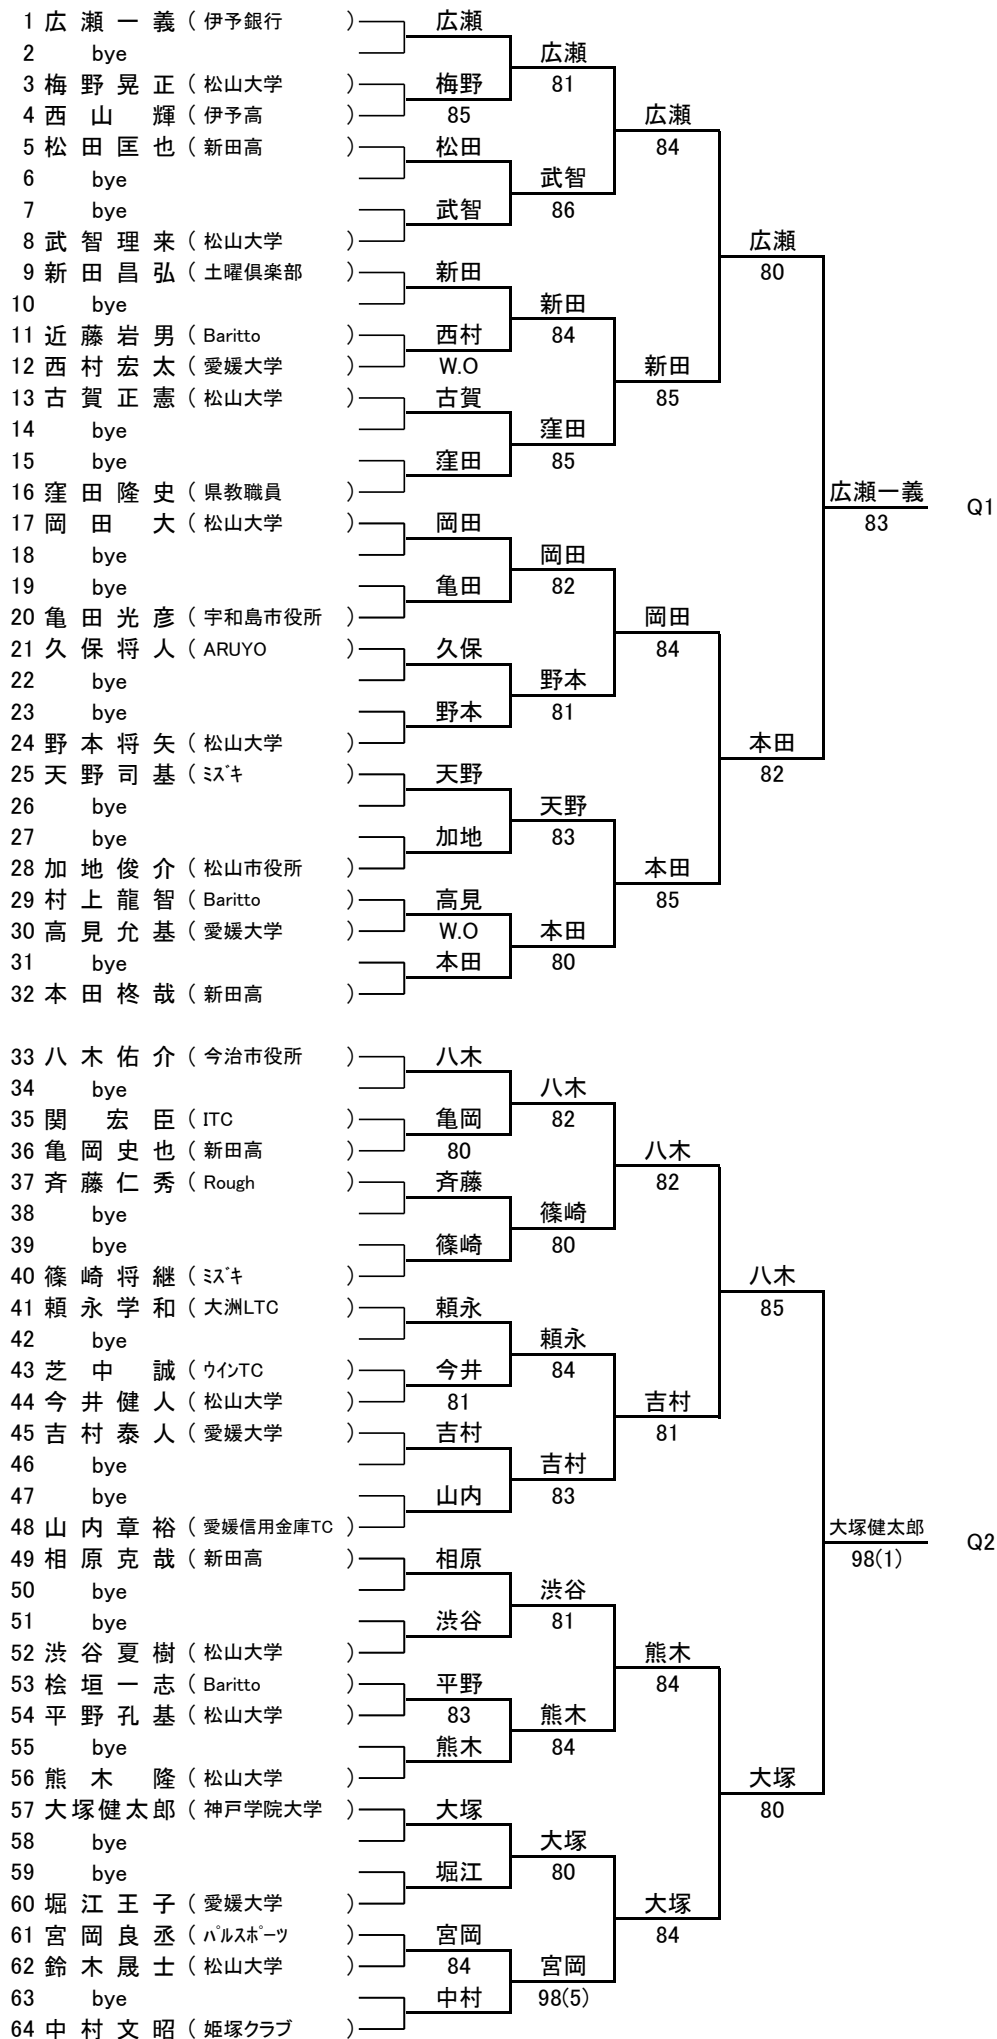 1 広瀬一義 ( 伊予銀行 ) 広瀬
2 bye 広瀬
3 梅野晃正 ( 松山大学 ) 梅野 81
4 西山輝 ( 伊予高 ) 85 広瀬
5 松田匡也 ( 新田高 ) 松田 84
6 bye 武智
7 bye 武智 86
8 武智理来 ( 松山大学 ) 広瀬
9 新田昌弘 ( 土曜倶楽部 ) 新田 80
10 bye 新田
11 近藤岩男 ( Baritto ) 西村 84
12 西村宏太 ( 愛媛大学 ) W.O 新田
13 古賀正憲 ( 松山大学 ) 古賀 85
14 bye 窪田
15 bye 窪田 85
16 窪田隆史 ( 県教職員 ) 広瀬一義 Q1
17 岡田大 ( 松山大学 ) 岡田 83
18 bye 岡田
19 bye 亀田 82
20 亀田光彦 ( 宇和島市役所 ) 岡田
21 久保将人 ( ARUYO ) 久保 84
22 bye 野本
23 bye 野本 81
24 野本将矢 ( 松山大学 ) 本田
25 天野司基 ( ミズキ ) 天野 82
26 bye 天野
27 bye 加地 83
28 加地俊介 ( 松山市役所 ) 本田
29 村上龍智 ( Baritto ) 高見 85
30 高見允基 ( 愛媛大学 ) W.O 本田
31 bye 本田 80
32 本田柊哉 ( 新田高 )
33 八木佑介 ( 今治市役所 ) 八木
34 bye 八木
35 関宏臣 ( ITC ) 亀岡 82
36 亀岡史也 ( 新田高 ) 80 八木
37 斉藤仁秀 ( Rough ) 斉藤 82
38 bye 篠崎
39 bye 篠崎 80
40 篠崎将継 ( ミズキ ) 八木
41 頼永学和 ( 大洲LTC ) 頼永 85
42 bye 頼永
43 芝中誠 ( ウインTC ) 今井 84
44 今井健人 ( 松山大学 ) 81 吉村
45 吉村泰人 ( 愛媛大学 ) 吉村 81
46 bye 吉村
47 bye 山内 83
48 山内章裕 ( 愛媛信用金庫TC ) 大塚健太郎 Q2
49 相原克哉 ( 新田高 ) 相原 98(1)
50 bye 渋谷
51 bye 渋谷 81
52 渋谷夏樹 ( 松山大学 ) 熊木
53 桧垣一志 ( Baritto ) 平野 84
54 平野孔基 ( 松山大学 ) 83 熊木
55 bye 熊木 84
56 熊木隆 ( 松山大学 ) 大塚
57 大塚健太郎 ( 神戸学院大学 ) 大塚 80
58 bye 大塚
59 bye 堀江 80
60 堀江王子 ( 愛媛大学 ) 大塚
61 宮岡良丞 ( パルスポーツ ) 宮岡 84
62 鈴木晟士 ( 松山大学 ) 84 宮岡
63 bye 中村 98(5)
64 中村文昭 ( 姫塚クラブ )